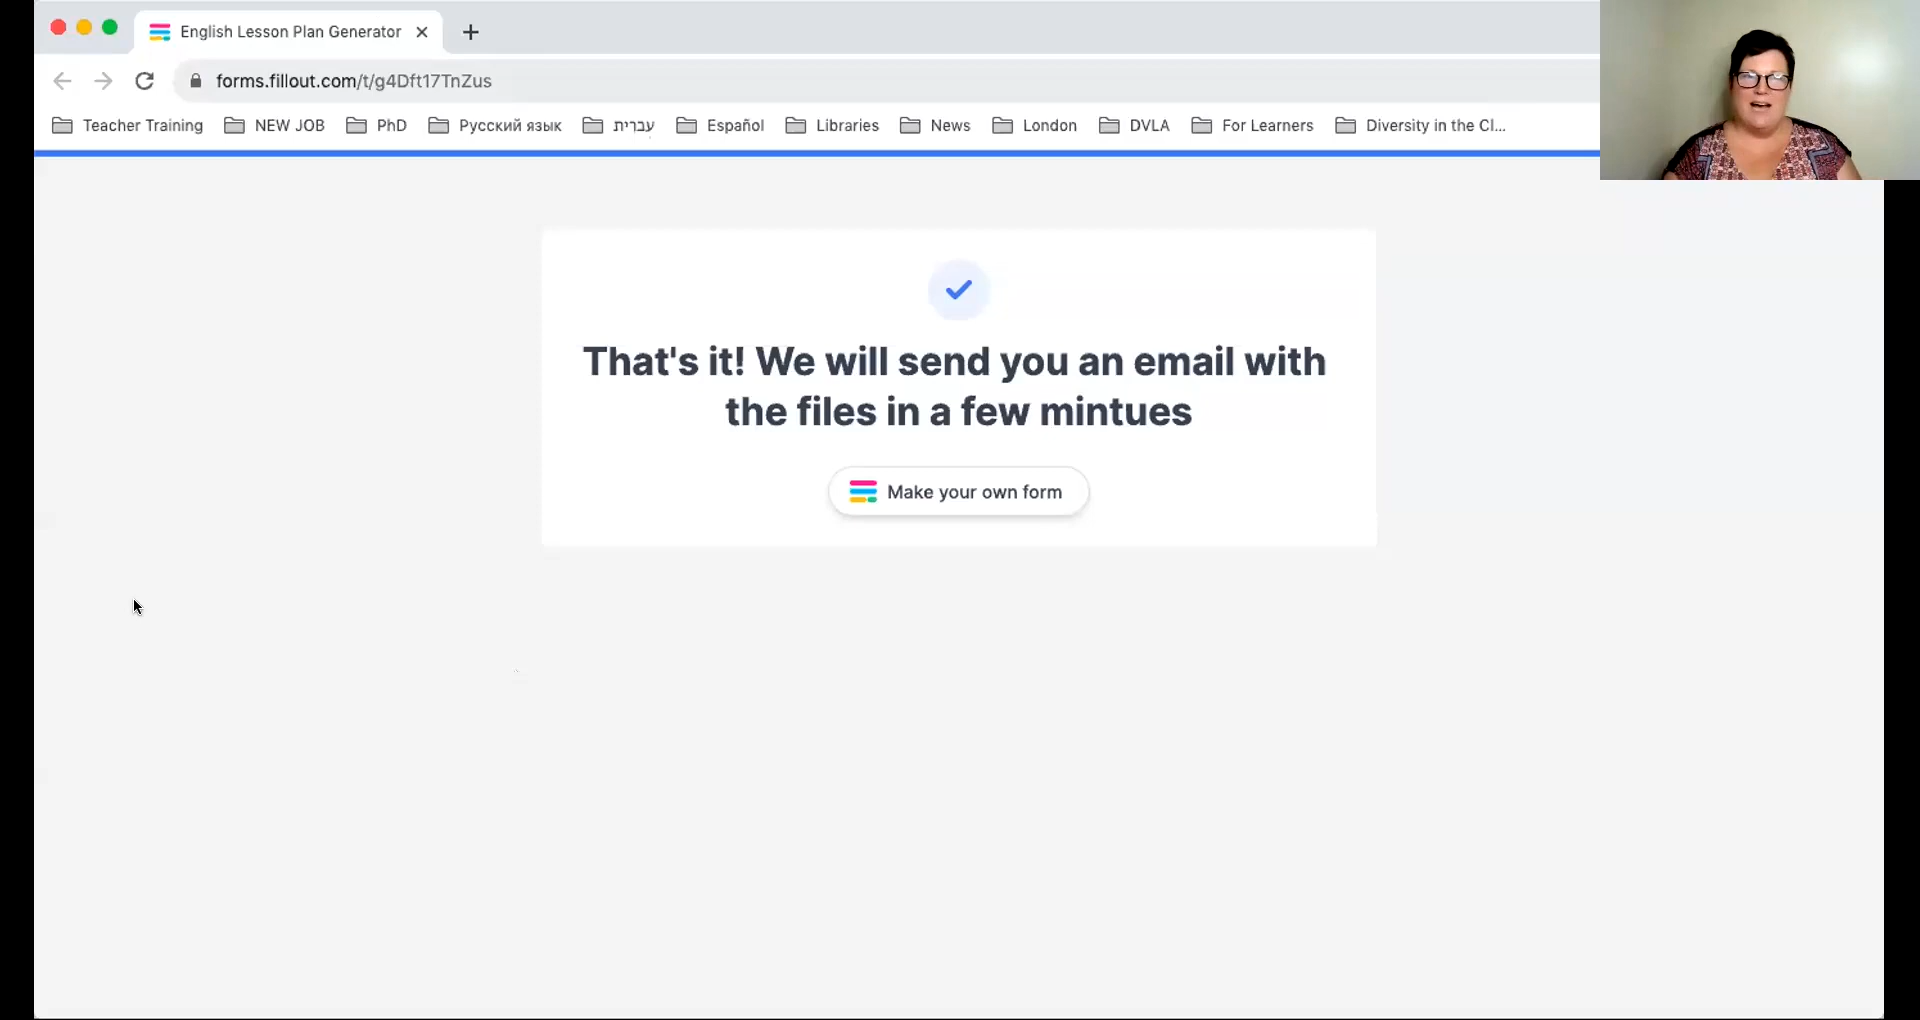 English Lesson Plan Generator
forms.fillout.com/t/g4Dft17TnZus
Teacher Training NEW JOB PhD Русский язык עברית Español Libraries News London DVLA For Learners Diversity in the Cl...
That's it! We will send you an email with
the files in a few mintues
Make your own form